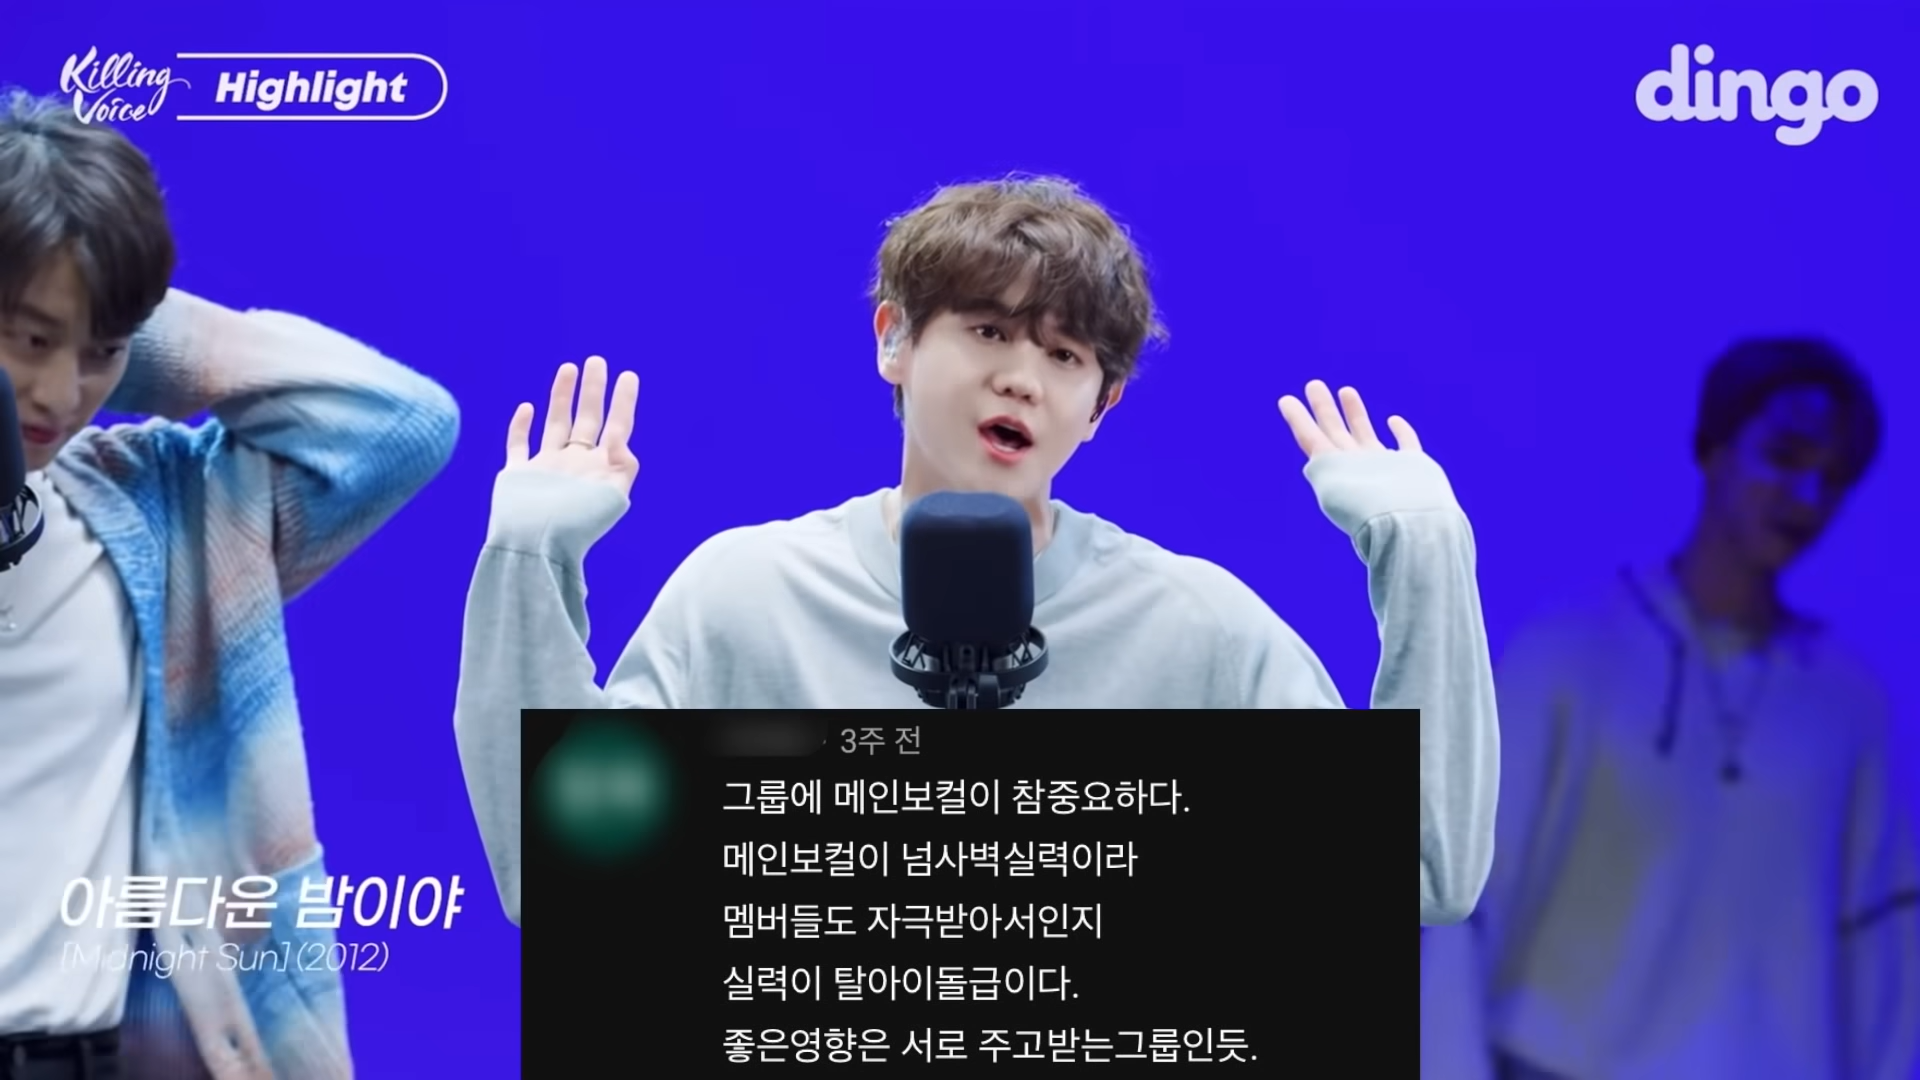 Killing Voice
Highlight
dingo
3주 전
그룹에 메인보컬이 참중요하다.
메인보컬이 넘사벽실력이라
멤버들도 자극받아서인지
실력이 탈아이돌급이다.
좋은영향은 서로 주고받는그룹인듯.
아름다운 밤이야
[Midnight Sun] (2012)